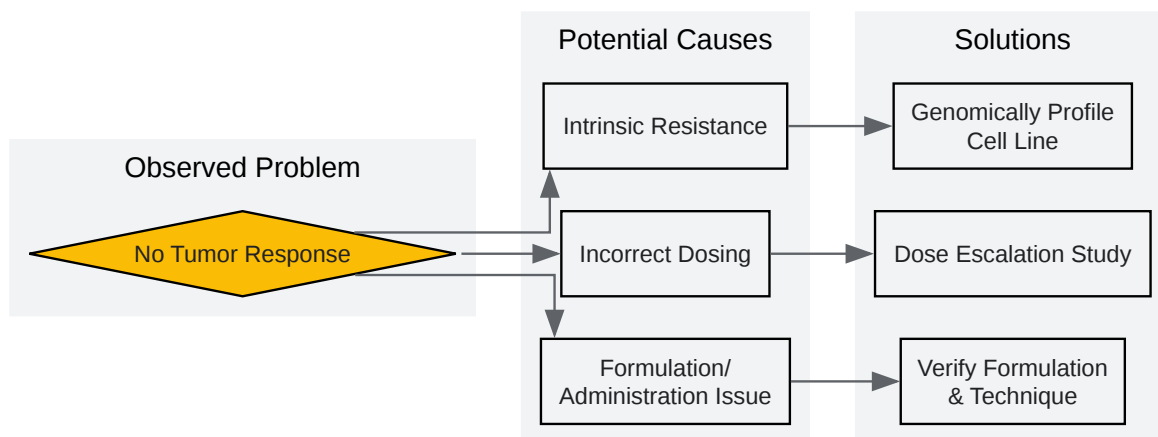 Observed Problem
No Tumor Response
Potential Causes
Intrinsic Resistance
Incorrect Dosing
Formulation/
Administration Issue
Solutions
Genomically Profile
Cell Line
Dose Escalation Study
Verify Formulation
& Technique